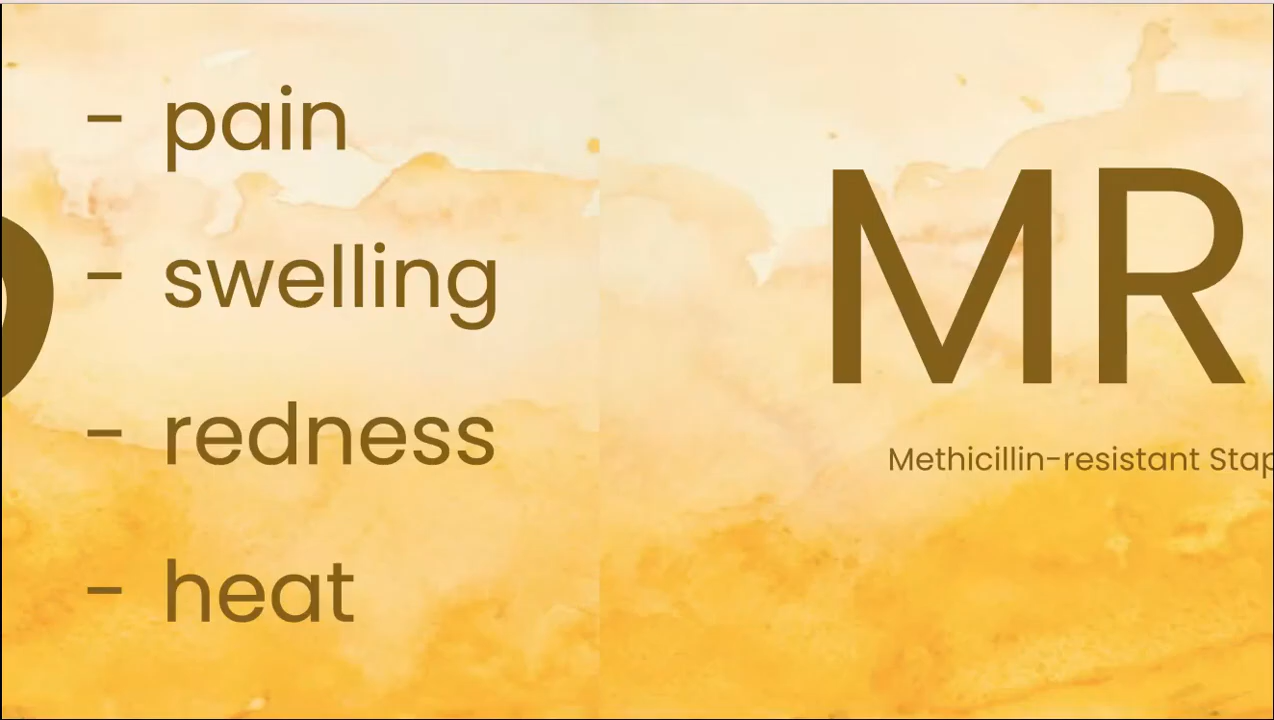 - pain
- swelling
- redness
- heat
MR
Methicillin-resistant Stap